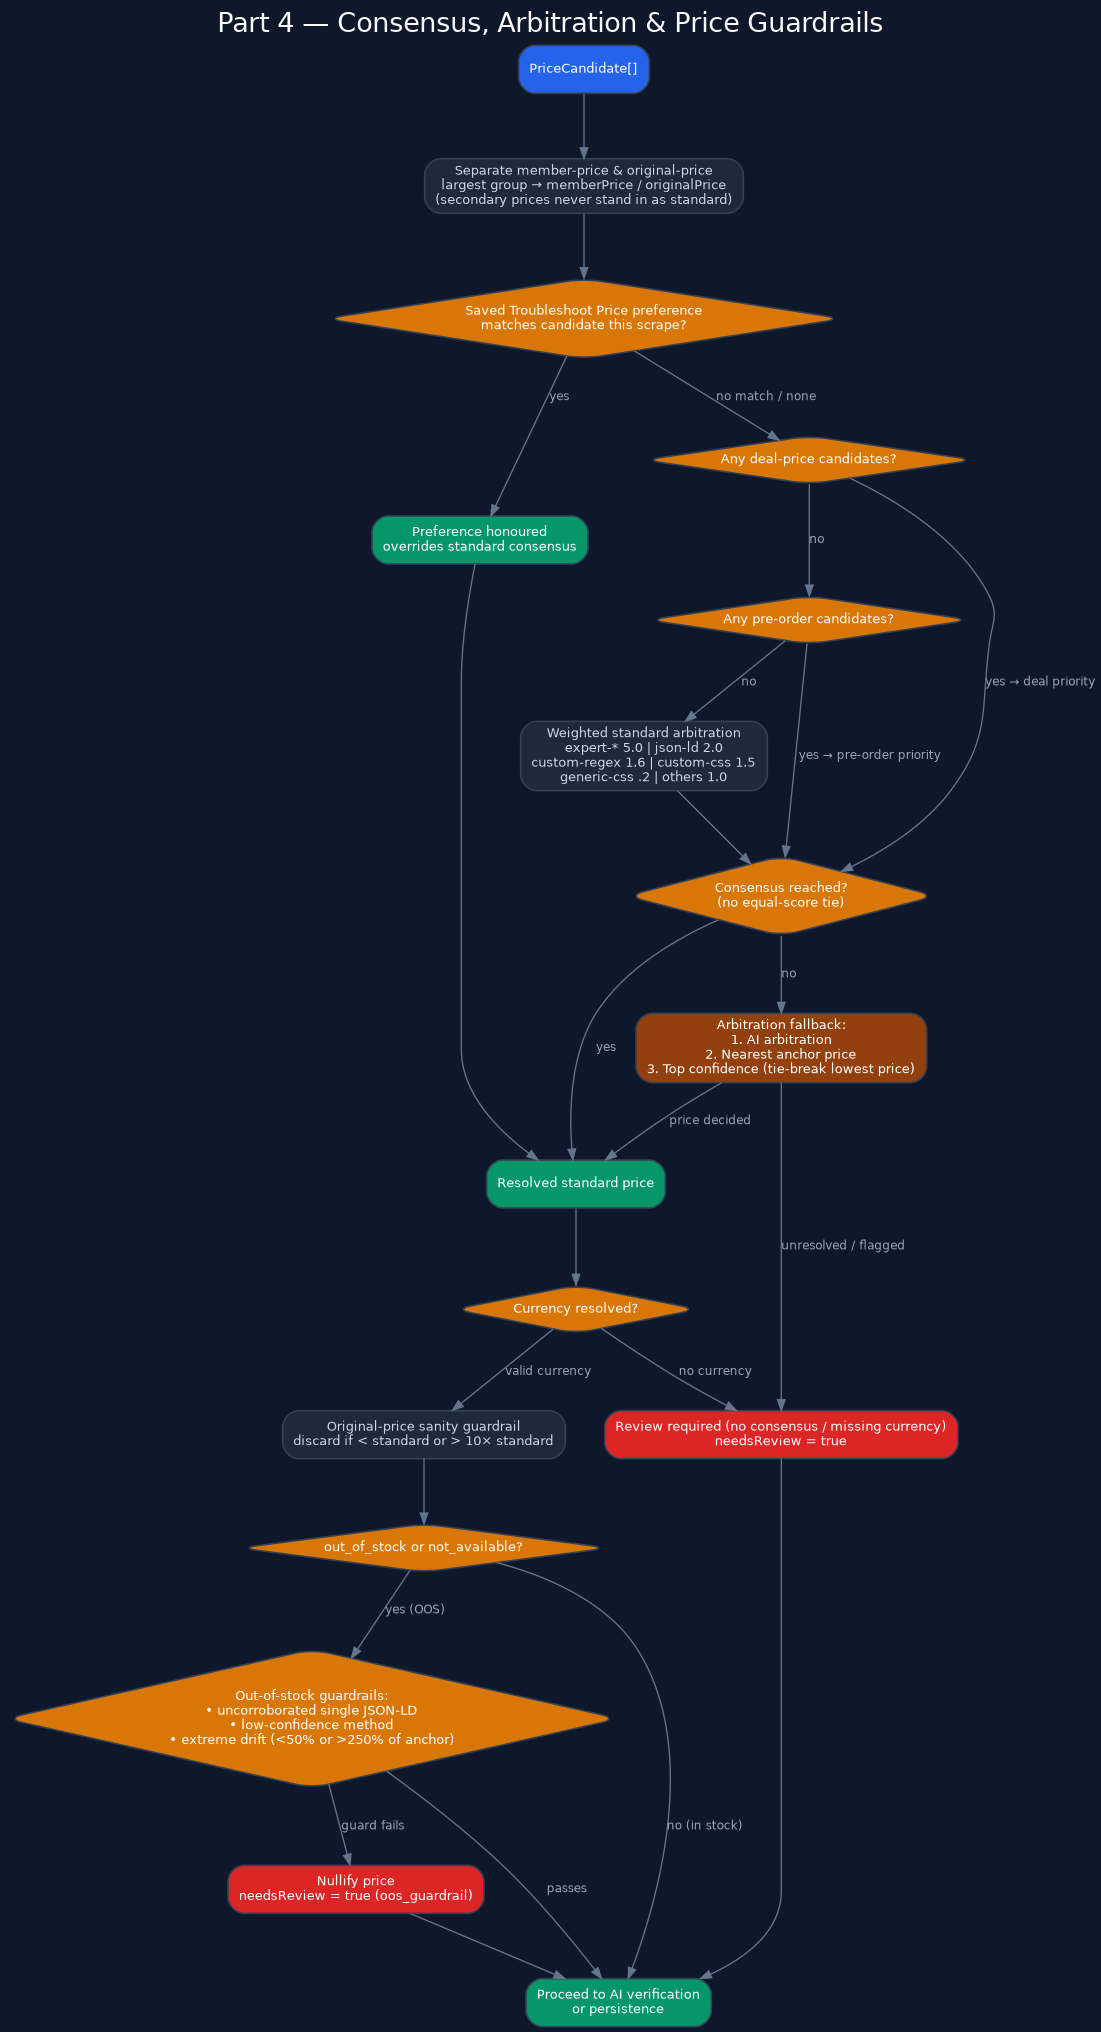 Part 4 — Consensus, Arbitration & Price Guardrails
PriceCandidate[]
Separate member-price & original-price
largest group → memberPrice / originalPrice
(secondary prices never stand in as standard)
Saved Troubleshoot Price preference
matches candidate this scrape?
yes
no match / none
Any deal-price candidates?
Preference honoured
overrides standard consensus
no
Any pre-order candidates?
no
yes → deal priority
Weighted standard arbitration
expert-* 5.0 | json-ld 2.0
custom-regex 1.6 | custom-css 1.5
generic-css .2 | others 1.0
yes → pre-order priority
Consensus reached?
(no equal-score tie)
no
yes
Arbitration fallback:
1. AI arbitration
2. Nearest anchor price
3. Top confidence (tie-break lowest price)
price decided
Resolved standard price
unresolved / flagged
Currency resolved?
valid currency
no currency
Original-price sanity guardrail
discard if < standard or > 10× standard
Review required (no consensus / missing currency)
needsReview = true
out_of_stock or not_available?
yes (OOS)
Out-of-stock guardrails:
• uncorroborated single JSON-LD
• low-confidence method
• extreme drift (<50% or >250% of anchor)
guard fails
no (in stock)
Nullify price
needsReview = true (oos_guardrail)
passes
Proceed to AI verification
or persistence